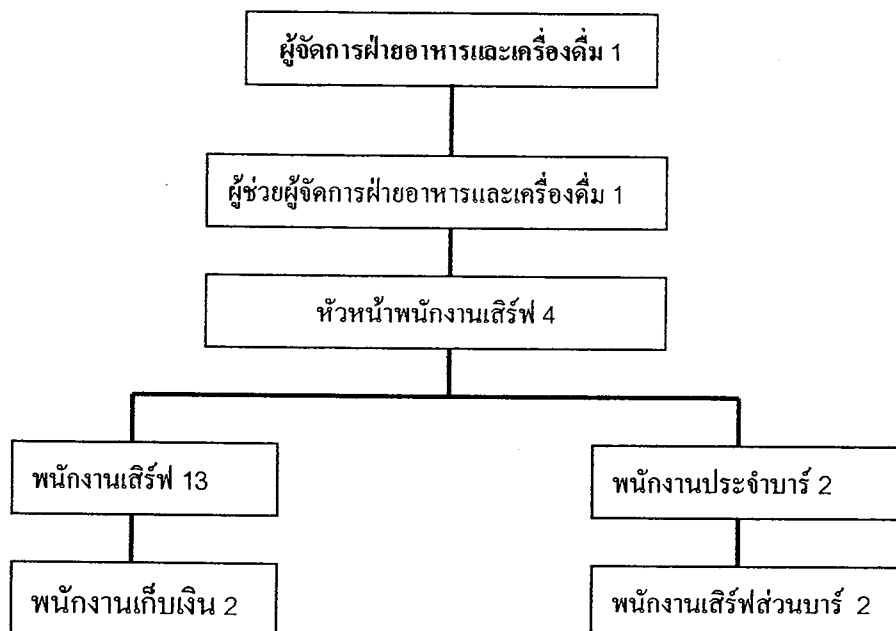 ผู้จัดการฝ่ายอาหารและเครื่องดื่ม 1
ผู้ช่วยผู้จัดการฝ่ายอาหารและเครื่องดื่ม 1
หัวหน้าพนักงานเสิร์ฟ 4
พนักงานเสิร์ฟ 13
พนักงานประจำบาร์ 2
พนักงานเก็บเงิน 2
พนักงานเสิร์ฟส่วนบาร์ 2